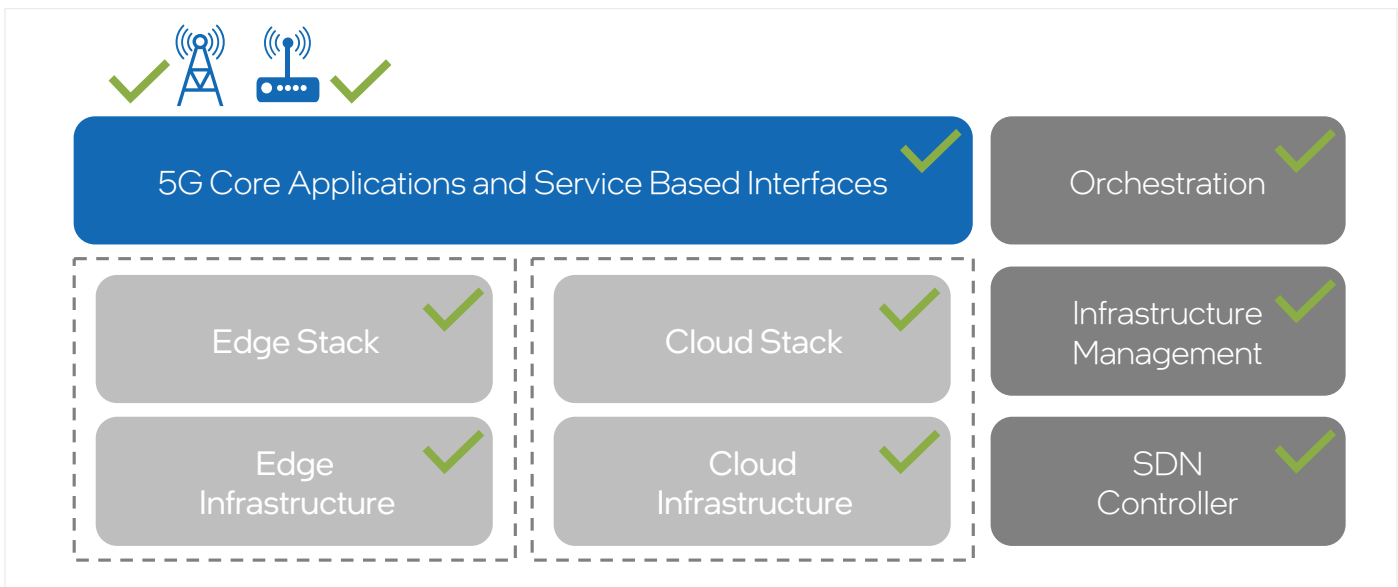 5G Core Applications and Service Based Interfaces
Orchestration
Edge Stack
Cloud Stack
Infrastructure
Management
Edge
Infrastructure
Cloud
Infrastructure
SDN
Controller